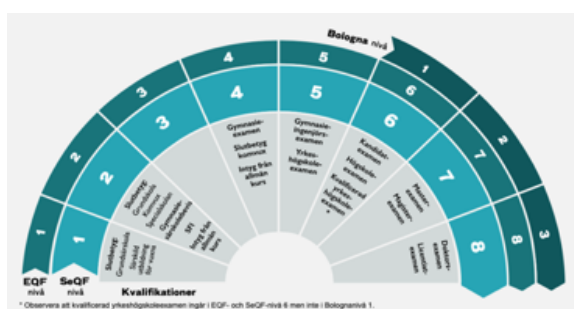 Bologna nivå
1
2
3
1
2
3
4
5
6
7
8
1
2
3
4
5
6
7
8
EQF
nivå
SeQF
nivå
Slutbetyg:
Grundsärskola
Särskild
utbildning
för vuxna
Slutbetyg:
Grundskola
Komvux
Specialskolan
Gymnasie-
särskolebevis
SFI
Intyg från
allmän
kurs
Gymnasie-
examen
Slutbetyg
komvux
Intyg från
allmän
kurs
Gymnasie-
ingenjörs-
examen
Yrkes-
högskole-
examen
Kandidat-
examen
Högskole-
examen
Kvalificerad
yrkes-
högskole-
examen
*
Master-
examen
Magister-
examen
Doktors-
examen
Licentiat-
examen
Kvalifikationer
* Observera att kvalificerad yrkeshögskoleexamen ingår i EQF- och SeQF-nivå 6 men inte i Bolognanivå 1.